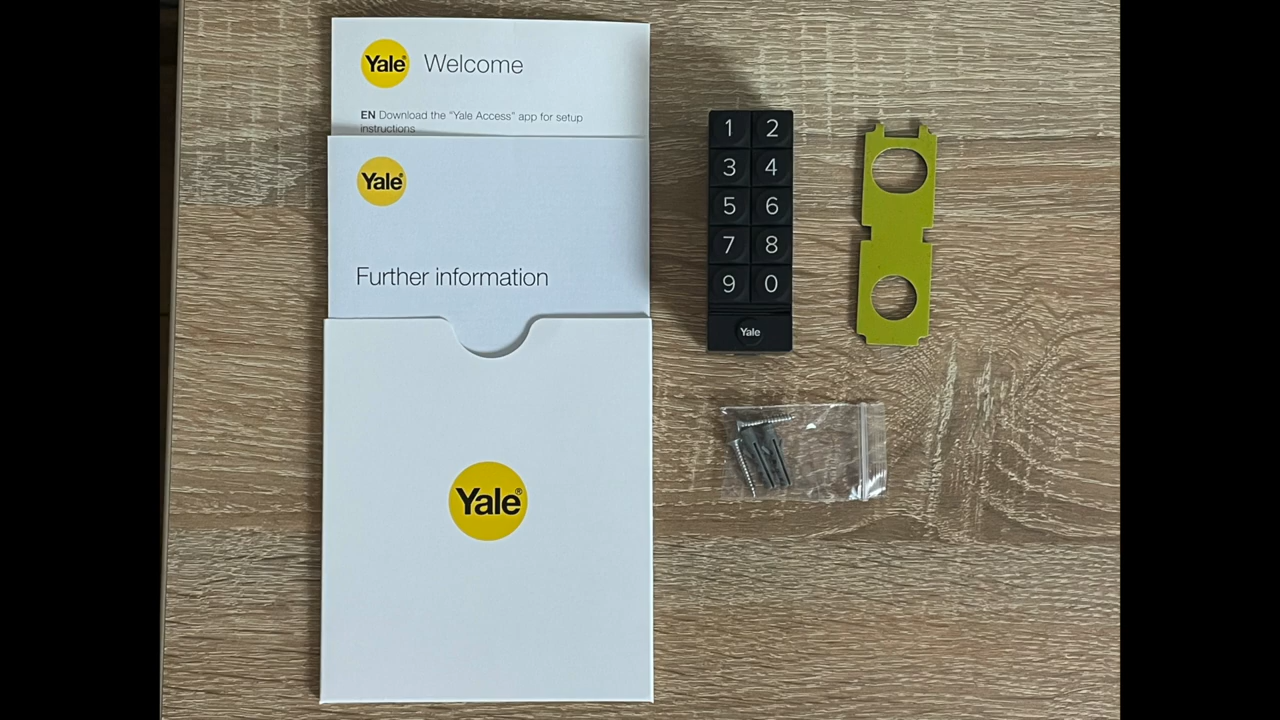 Yale® Welcome
EN Download the "Yale Access" app for setup
instructions
Yale®
Further information
Yale®
1 2
3 4
5 6
7 8
9 0
Yale